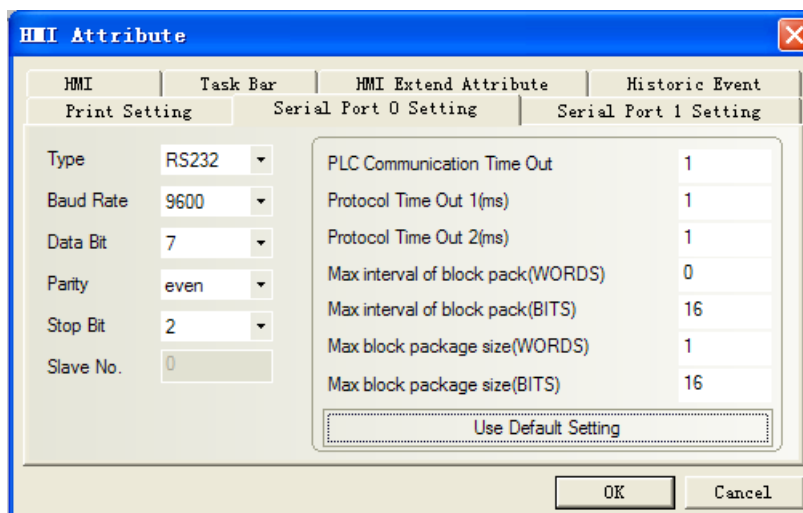 HMI Attribute
HMI Task Bar HMI Extend Attribute Historic Event
Print Setting Serial Port 0 Setting Serial Port 1 Setting
Type RS232
Baud Rate 9600
Data Bit 7
Parity even
Stop Bit 2
Slave No. 0
PLC Communication Time Out 1
Protocol Time Out 1(ms) 1
Protocol Time Out 2(ms) 1
Max interval of block pack(WORDS) 0
Max interval of block pack(BITS) 16
Max block package size(WORDS) 1
Max block package size(BITS) 16
Use Default Setting
OK Cancel